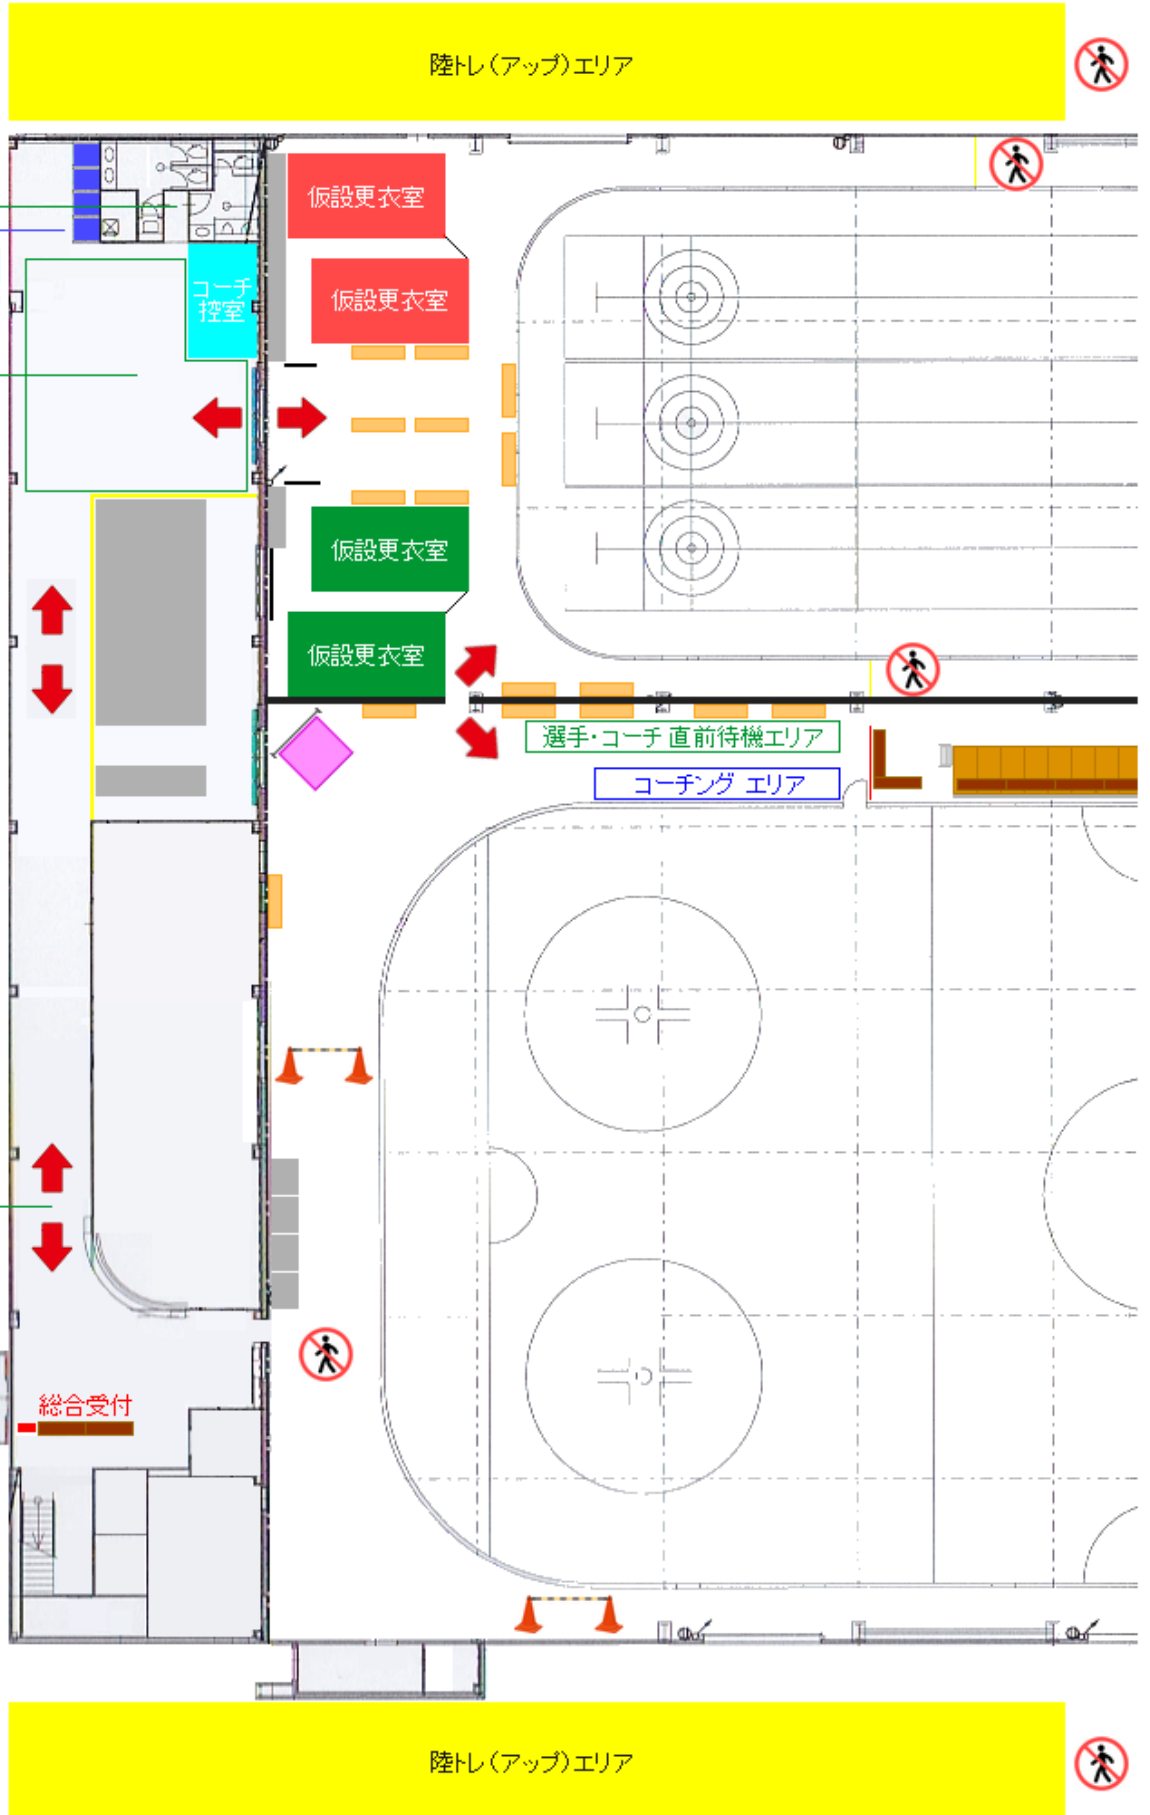 陸トレ(アップ)エリア
仮設更衣室
コーチ
控室
仮設更衣室
仮設更衣室
仮設更衣室
選手・コーチ 直前待機エリア
コーチング エリア
総合受付
陸トレ(アップ)エリア